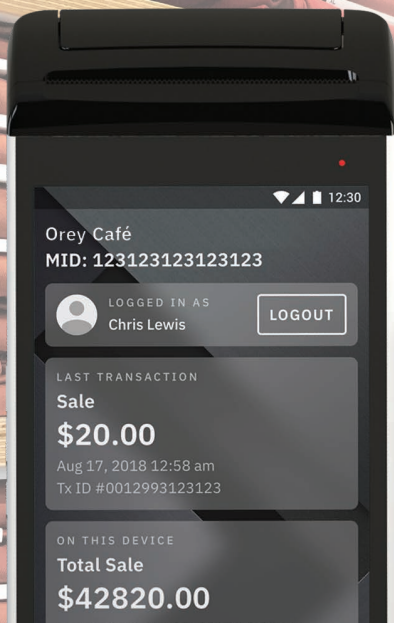 12:30
Orey Café
MID: 123123123123123
LOGGED IN AS
Chris Lewis
LOGOUT
LAST TRANSACTION
Sale
$20.00
Aug 17, 2018 12:58 am
Tx ID #0012993123123
ON THIS DEVICE
Total Sale
$42820.00